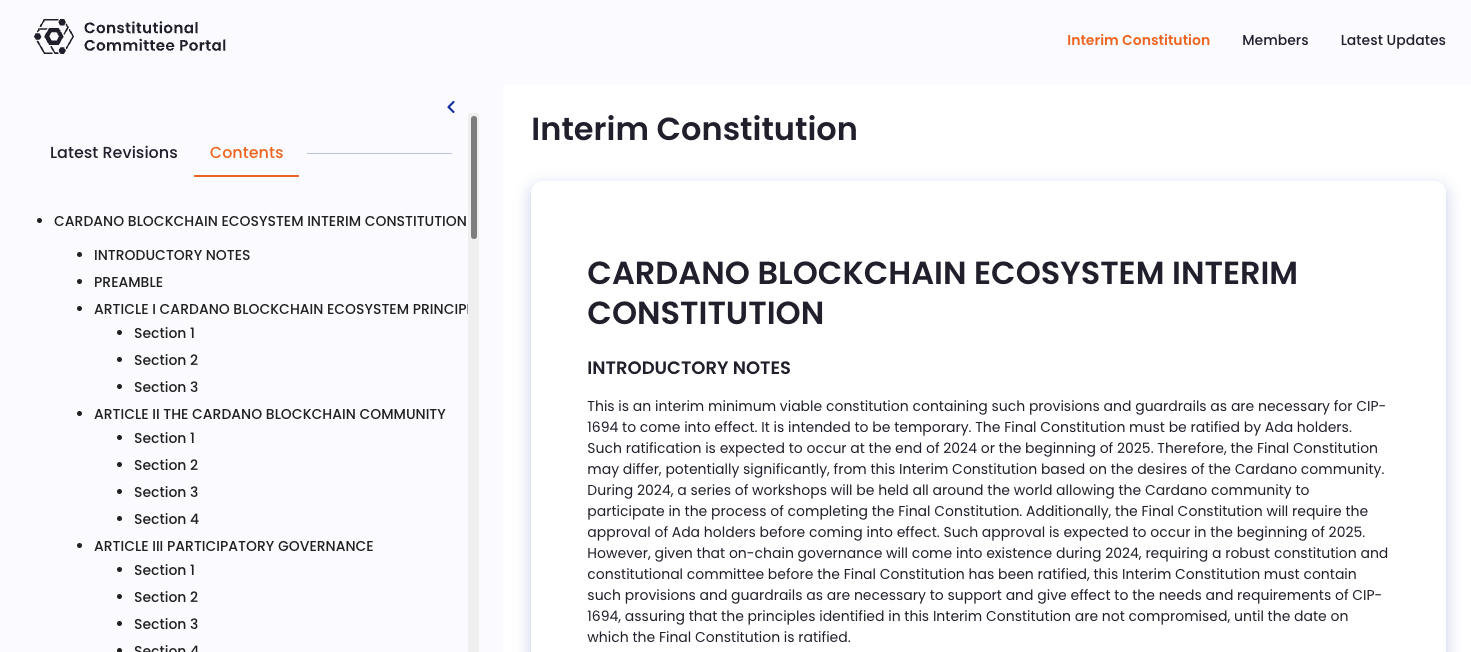 Constitutional
Committee Portal
Interim Constitution
Members
Latest Updates
Latest Revisions
Contents
CARDANO BLOCKCHAIN ECOSYSTEM INTERIM CONSTITUTION
INTRODUCTORY NOTES
PREAMBLE
ARTICLE I CARDANO BLOCKCHAIN ECOSYSTEM PRINCIPL
Section 1
Section 2
Section 3
ARTICLE II THE CARDANO BLOCKCHAIN COMMUNITY
Section 1
Section 2
Section 3
Section 4
ARTICLE III PARTICIPATORY GOVERNANCE
Section 1
Section 2
Section 3
Section 4
Interim Constitution
CARDANO BLOCKCHAIN ECOSYSTEM INTERIM
CONSTITUTION
INTRODUCTORY NOTES
This is an interim minimum viable constitution containing such provisions and guardrails as are necessary for CIP-
1694 to come into effect. It is intended to be temporary. The Final Constitution must be ratified by Ada holders.
Such ratification is expected to occur at the end of 2024 or the beginning of 2025. Therefore, the Final Constitution
may differ, potentially significantly, from this Interim Constitution based on the desires of the Cardano community.
During 2024, a series of workshops will be held all around the world allowing the Cardano community to
participate in the process of completing the Final Constitution. Additionally, the Final Constitution will require the
approval of Ada holders before coming into effect. Such approval is expected to occur in the beginning of 2025.
However, given that on-chain governance will come into existence during 2024, requiring a robust constitution and
constitutional committee before the Final Constitution has been ratified, this Interim Constitution must contain
such provisions and guardrails as are necessary to support and give effect to the needs and requirements of CIP-
1694, assuring that the principles identified in this Interim Constitution are not compromised, until the date on
which the Final Constitution is ratified.